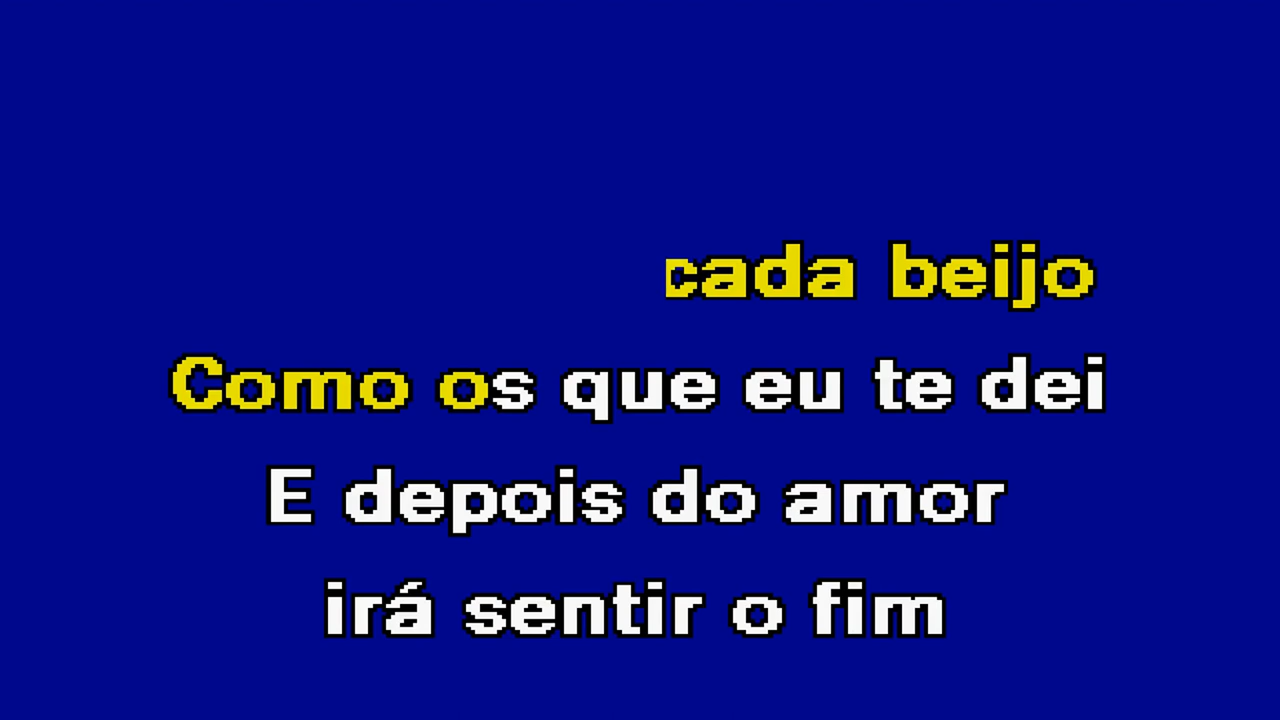 cada beijo
Como os que eu te dei
E depois do amor
irá sentir o fim